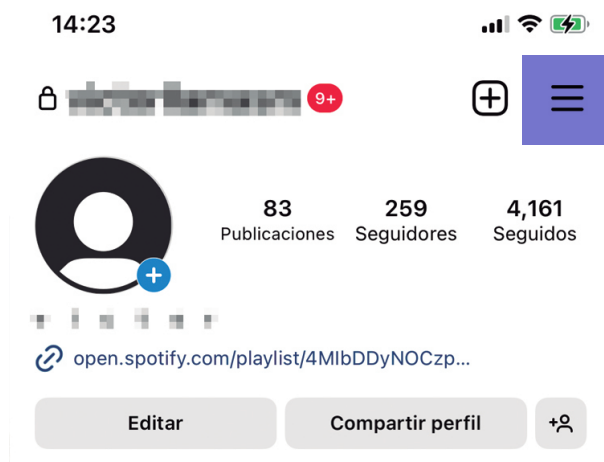 14:23
9+
83 259 4,161
Publicaciones Seguidores Seguidos
open.spotify.com/playlist/4MIbDDyNOCzp...
Editar Compartir perfil